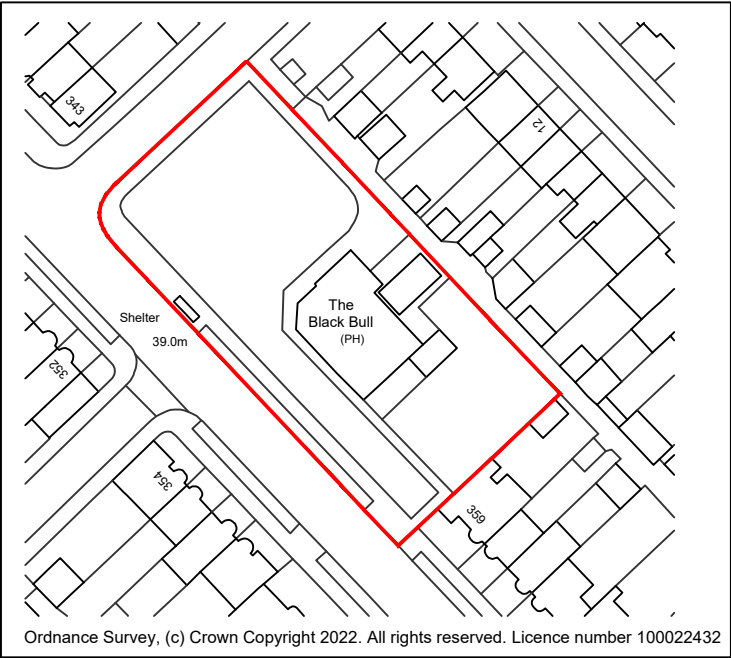 343
12
The
Black Bull
(PH)
Shelter
39.0m
352
354
359
Ordnance Survey, (c) Crown Copyright 2022. All rights reserved. Licence number 100022432